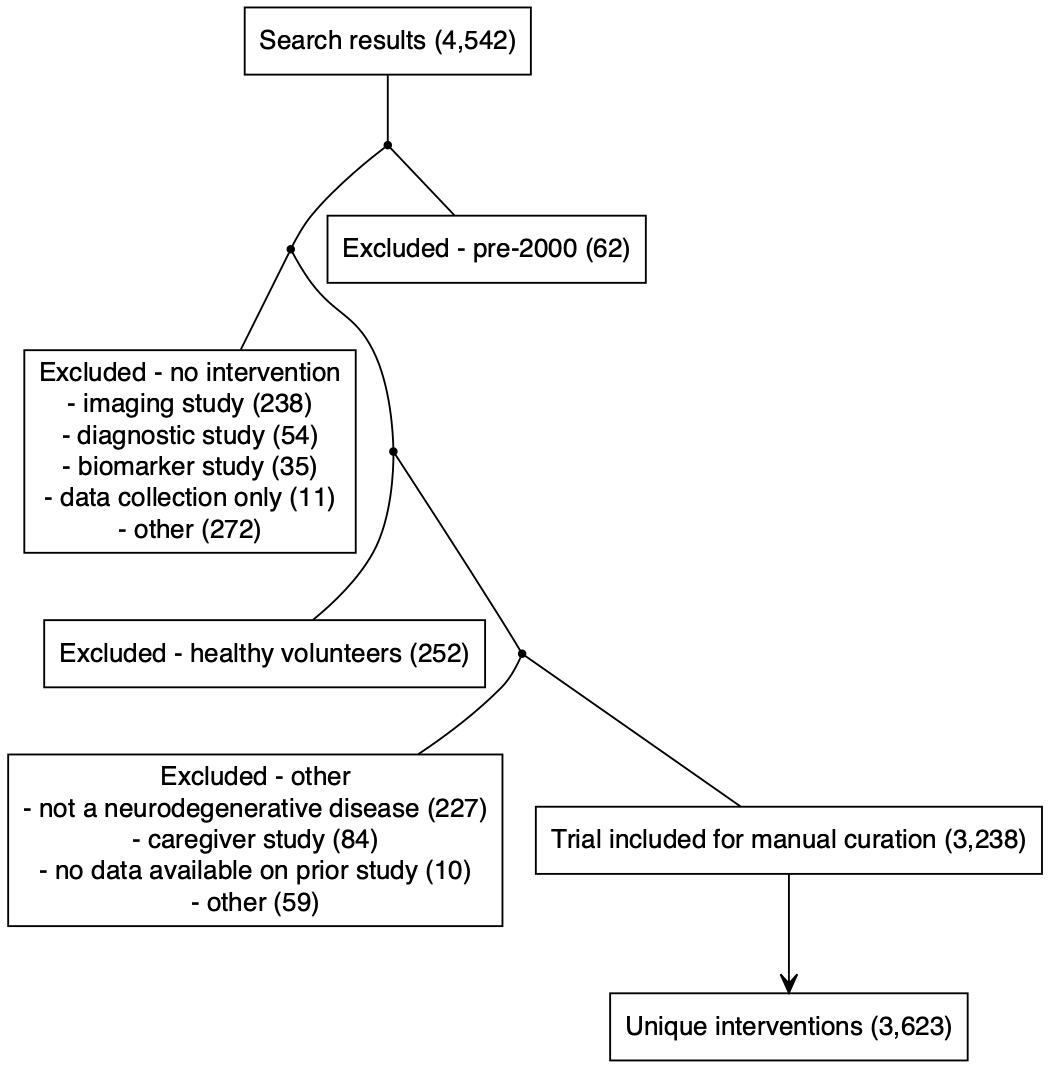 Search results (4,542)
Excluded - pre-2000 (62)
Excluded - no intervention
- imaging study (238)
- diagnostic study (54)
- biomarker study (35)
- data collection only (11)
- other (272)
Excluded - healthy volunteers (252)
Excluded - other
- not a neurodegenerative disease (227)
- caregiver study (84)
- no data available on prior study (10)
- other (59)
Trial included for manual curation (3,238)
Unique interventions (3,623)